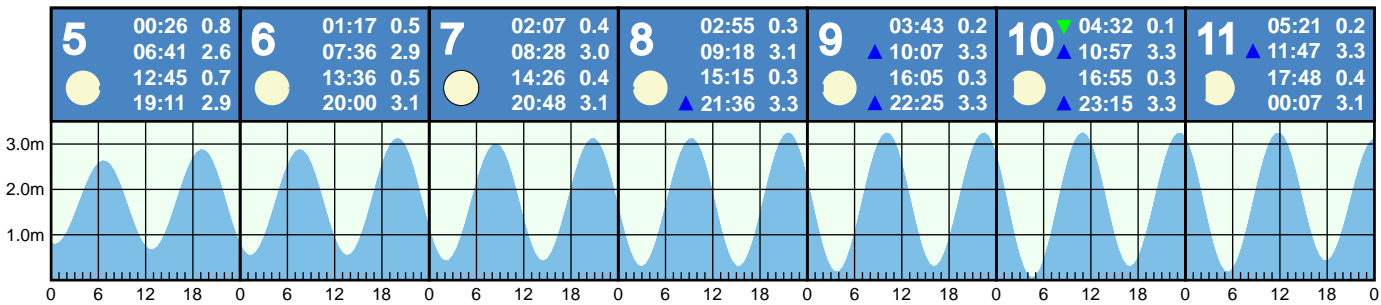 5
00:26 0.8
06:41 2.6
12:45 0.7
19:11 2.9
6
01:17 0.5
07:36 2.9
13:36 0.5
20:00 3.1
7
02:07 0.4
08:28 3.0
14:26 0.4
20:48 3.1
8
02:55 0.3
09:18 3.1
15:15 0.3
▲ 21:36 3.3
9
03:43 0.2
▲ 10:07 3.3
16:05 0.3
▲ 22:25 3.3
10
▼ 04:32 0.1
▲ 10:57 3.3
16:55 0.3
▲ 23:15 3.3
11
05:21 0.2
▲ 11:47 3.3
17:48 0.4
00:07 3.1
3.0m
2.0m
1.0m
0 6 12 18 0 6 12 18 0 6 12 18 0 6 12 18 0 6 12 18 0 6 12 18 0 6 12 18 0